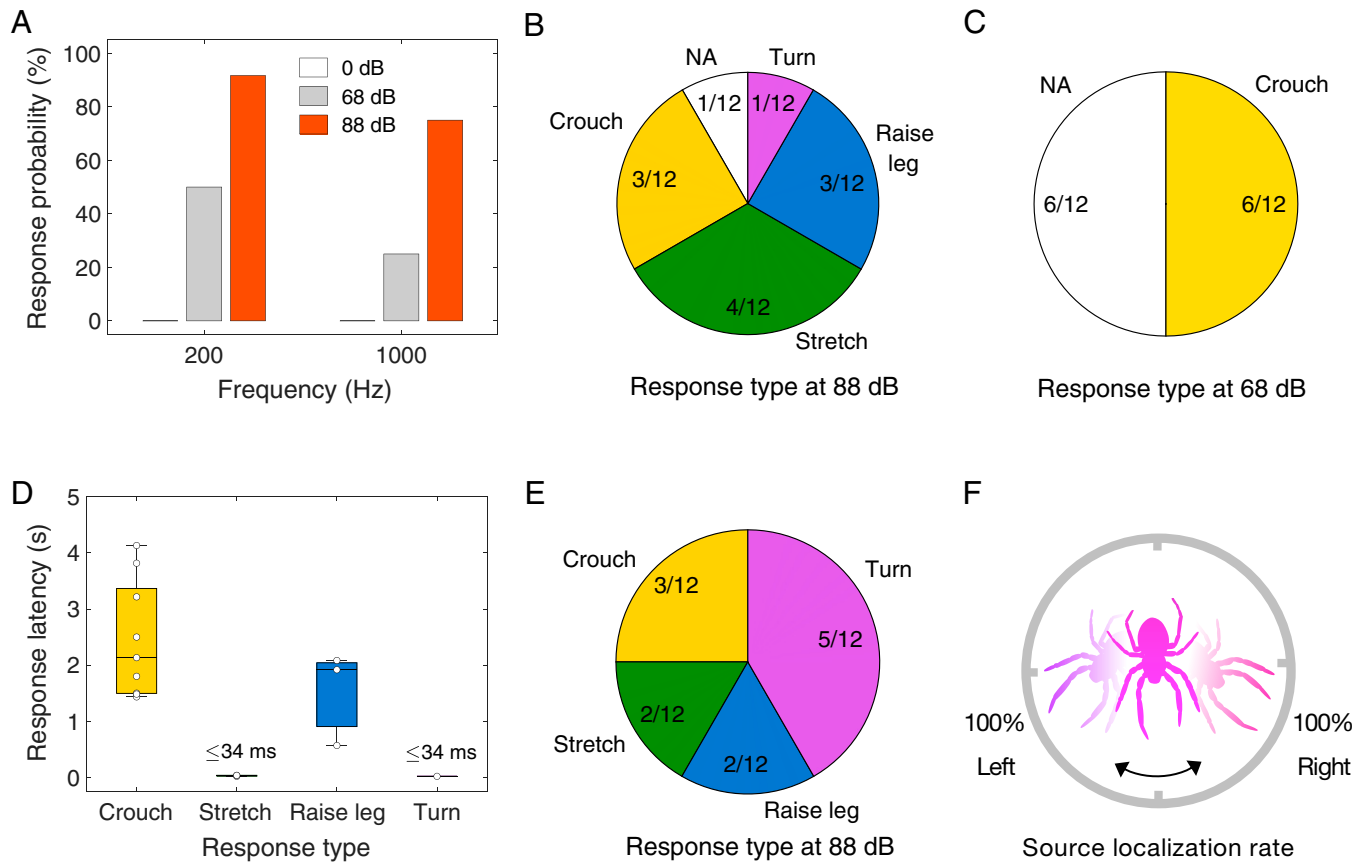 A
Response probability (%)
100
80
60
40
20
0
0 dB
68 dB
88 dB
200
1000
Frequency (Hz)
B
NA
Turn
1/12
1/12
Crouch
Raise
leg
3/12
3/12
4/12
Stretch
Response type at 88 dB
C
NA
Crouch
6/12
6/12
Response type at 68 dB
D
Response latency (s)
5
4
3
2
1
0
≤34 ms
≤34 ms
Crouch
Stretch
Raise leg
Turn
Response type
E
Crouch
Turn
3/12
5/12
2/12
Stretch
2/12
Raise leg
Response type at 88 dB
F
100%
100%
Left
Right
Source localization rate